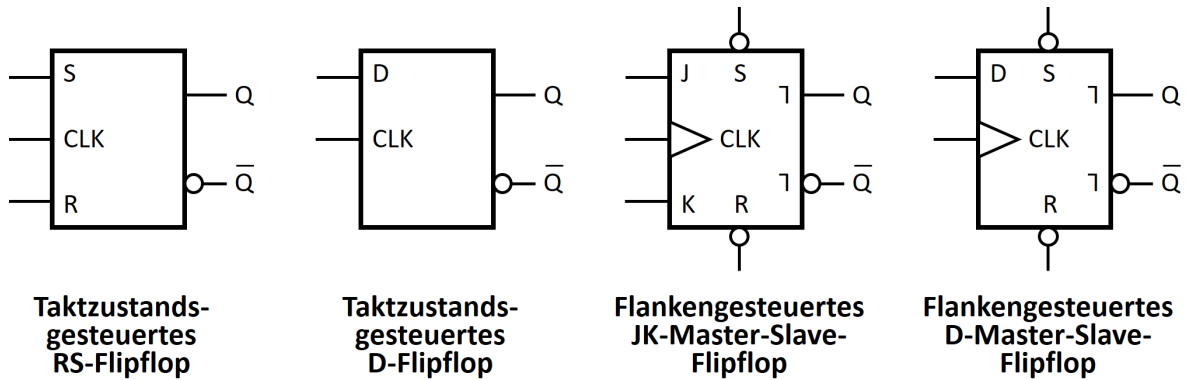 S
CLK
R
Q
Q̅
D
CLK
Q
Q̅
J S
CLK
K R
Q
Q̅
D S
CLK
R
Q
Q̅
Taktzustands-
gesteuertes
RS-Flipflop
Taktzustands-
gesteuertes
D-Flipflop
Flankengesteuertes
JK-Master-Slave-
Flipflop
Flankengesteuertes
D-Master-Slave-
Flipflop